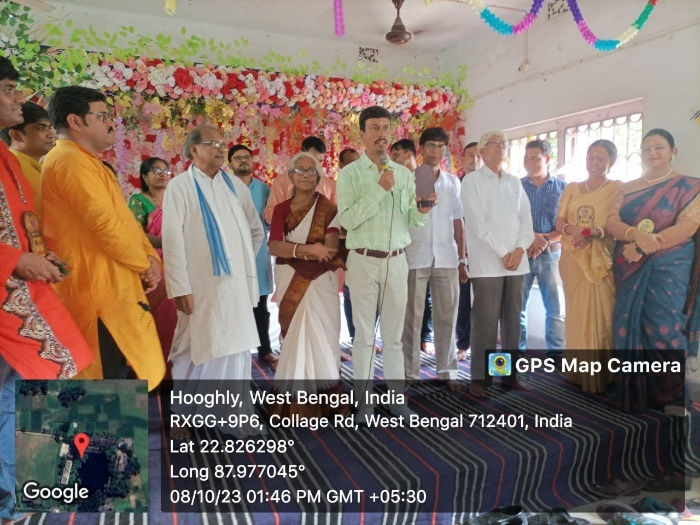 GPS Map Camera
Hooghly, West Bengal, India
RXGG+9P6, Collage Rd, West Bengal 712401, India
Lat 22.826298°
Long 87.977045°
08/10/23 01:46 PM GMT +05:30
Google